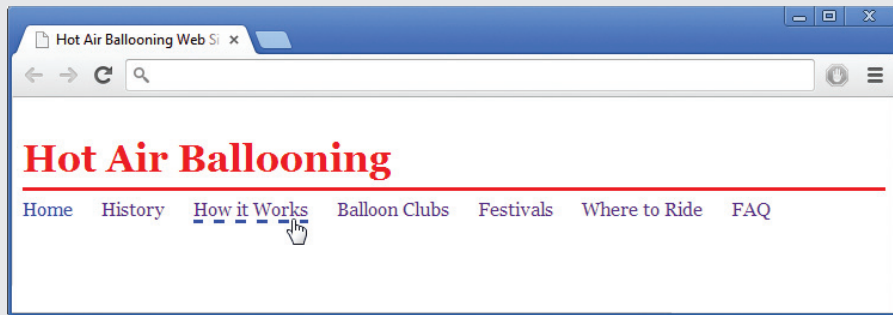 Hot Air Ballooning Web Si
Hot Air Ballooning
Home History How it Works Balloon Clubs Festivals Where to Ride FAQ